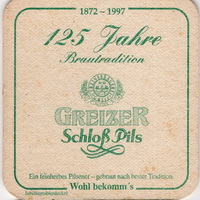 1872 – 1997
125 Jahre
Brautradition
GREIZER
Schloß Pils
Ein feinherbes Pilsener – gebraut nach bester Tradition.
Wohl bekomm's